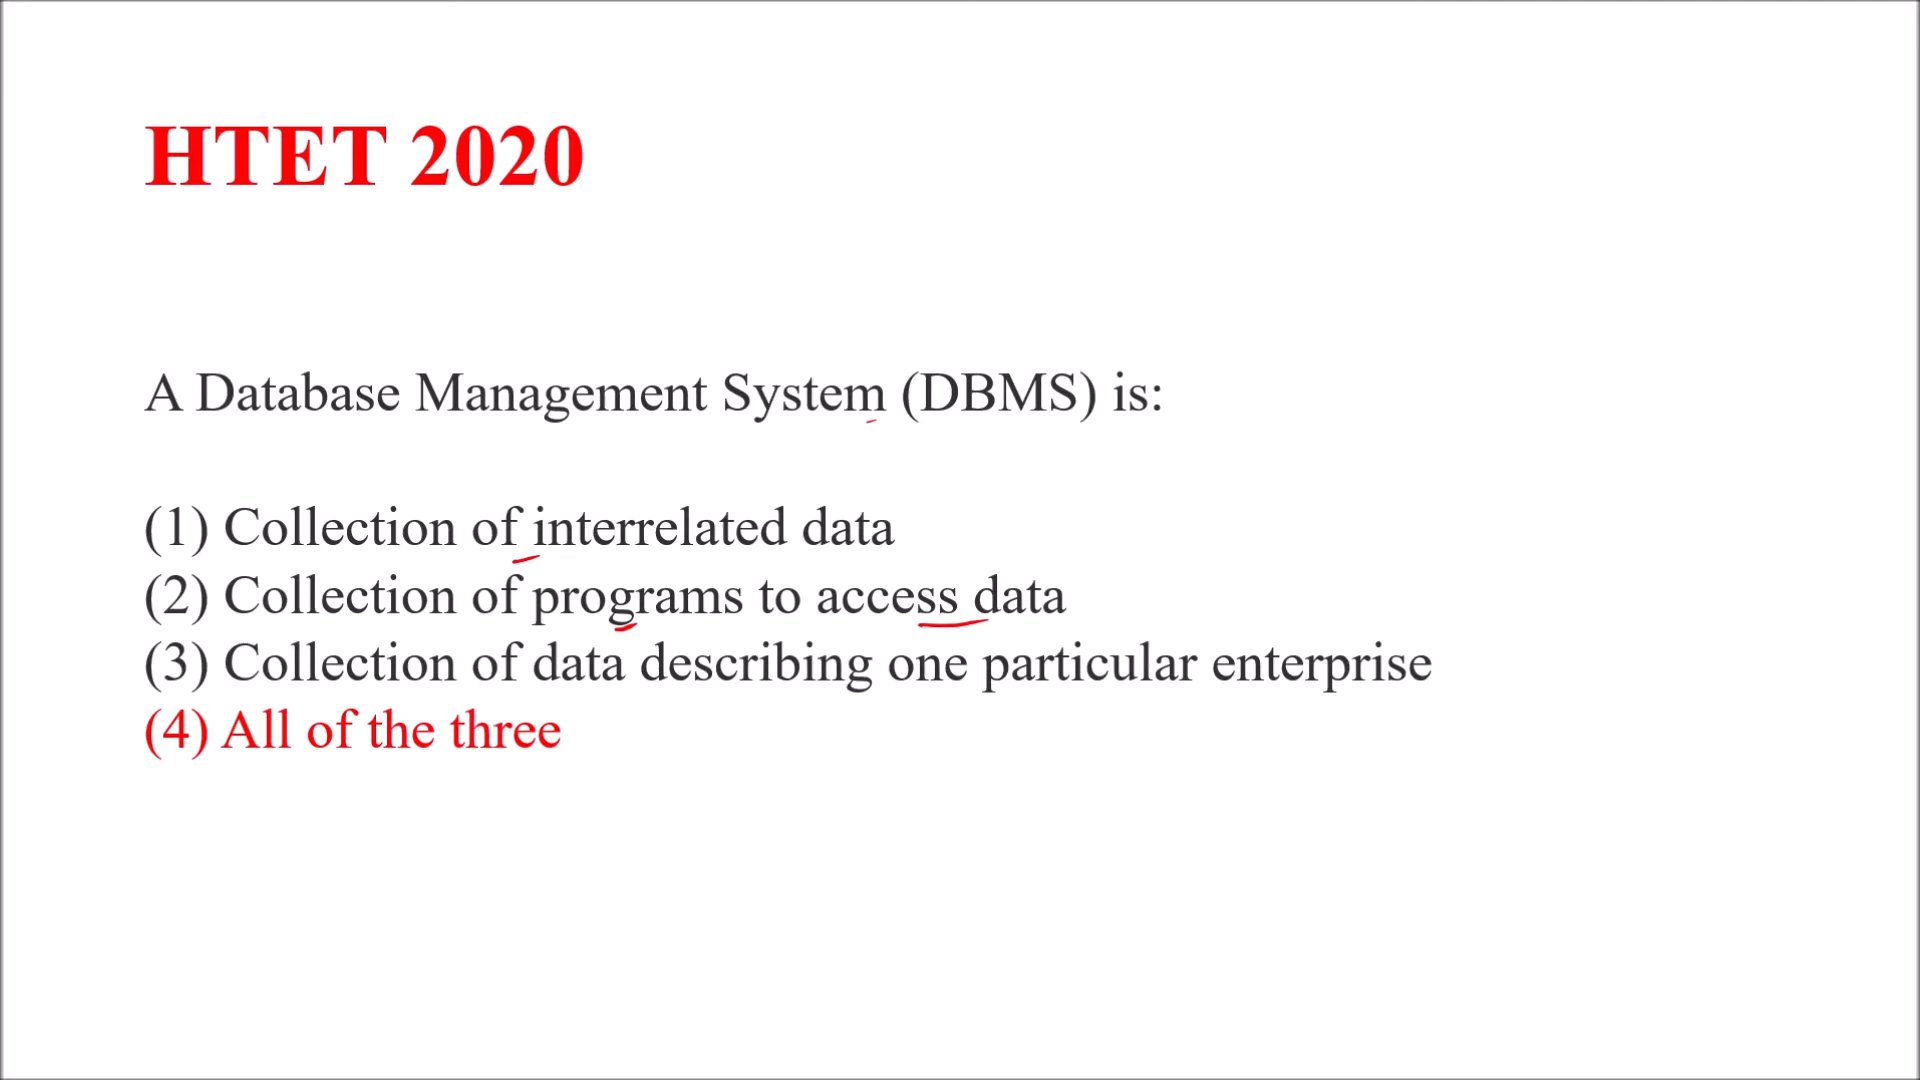 HTET 2020
A Database Management System (DBMS) is:
(1) Collection of interrelated data
(2) Collection of programs to access data
(3) Collection of data describing one particular enterprise
(4) All of the three